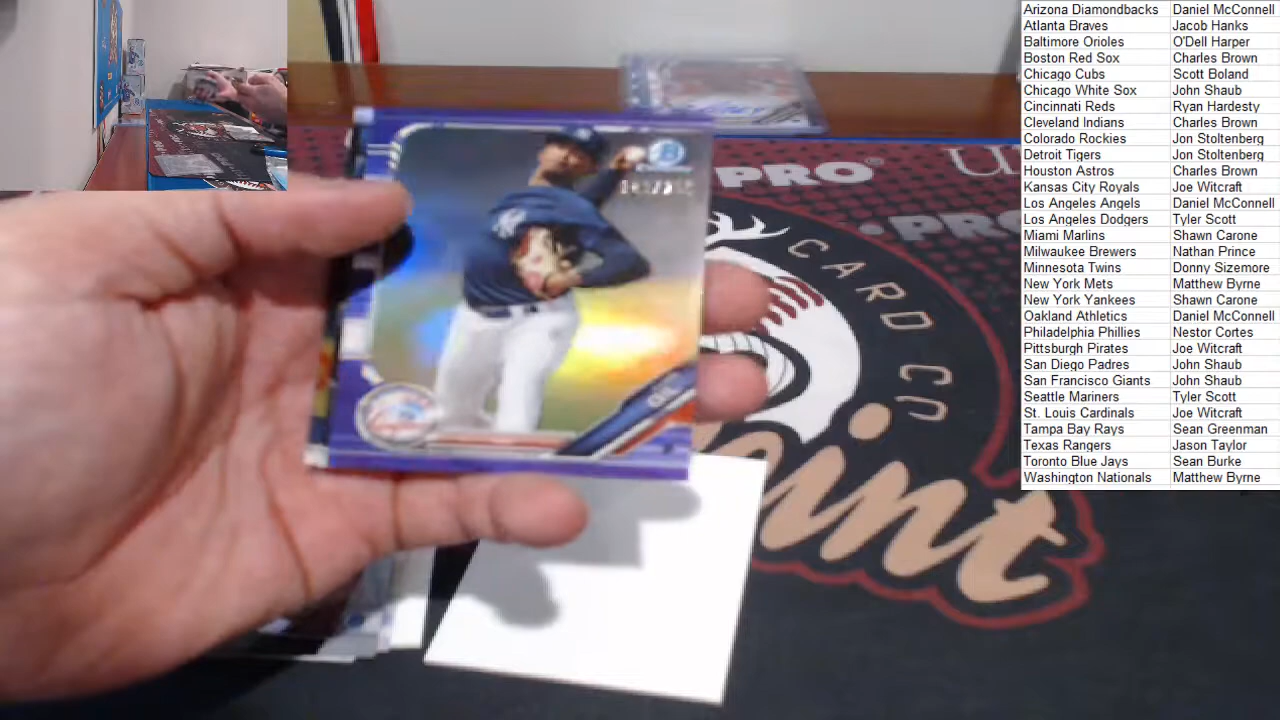 Arizona Diamondbacks Daniel McConnell
Atlanta Braves Jacob Hanks
Baltimore Orioles O'Dell Harper
Boston Red Sox Charles Brown
Chicago Cubs Scott Boland
Chicago White Sox John Shaub
Cincinnati Reds Ryan Hardesty
Cleveland Indians Charles Brown
Colorado Rockies Jon Stoltenberg
Detroit Tigers Jon Stoltenberg
Houston Astros Charles Brown
Kansas City Royals Joe Witcraft
Los Angeles Angels Daniel McConnell
Los Angeles Dodgers Tyler Scott
Miami Marlins Shawn Carone
Milwaukee Brewers Nathan Prince
Minnesota Twins Donny Sizemore
New York Mets Matthew Byrne
New York Yankees Shawn Carone
Oakland Athletics Daniel McConnell
Philadelphia Phillies Nestor Cortes
Pittsburgh Pirates Joe Witcraft
San Diego Padres John Shaub
San Francisco Giants John Shaub
Seattle Mariners Tyler Scott
St. Louis Cardinals Joe Witcraft
Tampa Bay Rays Sean Greenman
Texas Rangers Jason Taylor
Toronto Blue Jays Sean Burke
Washington Nationals Matthew Byrne
PRO
PRO
CARD CO